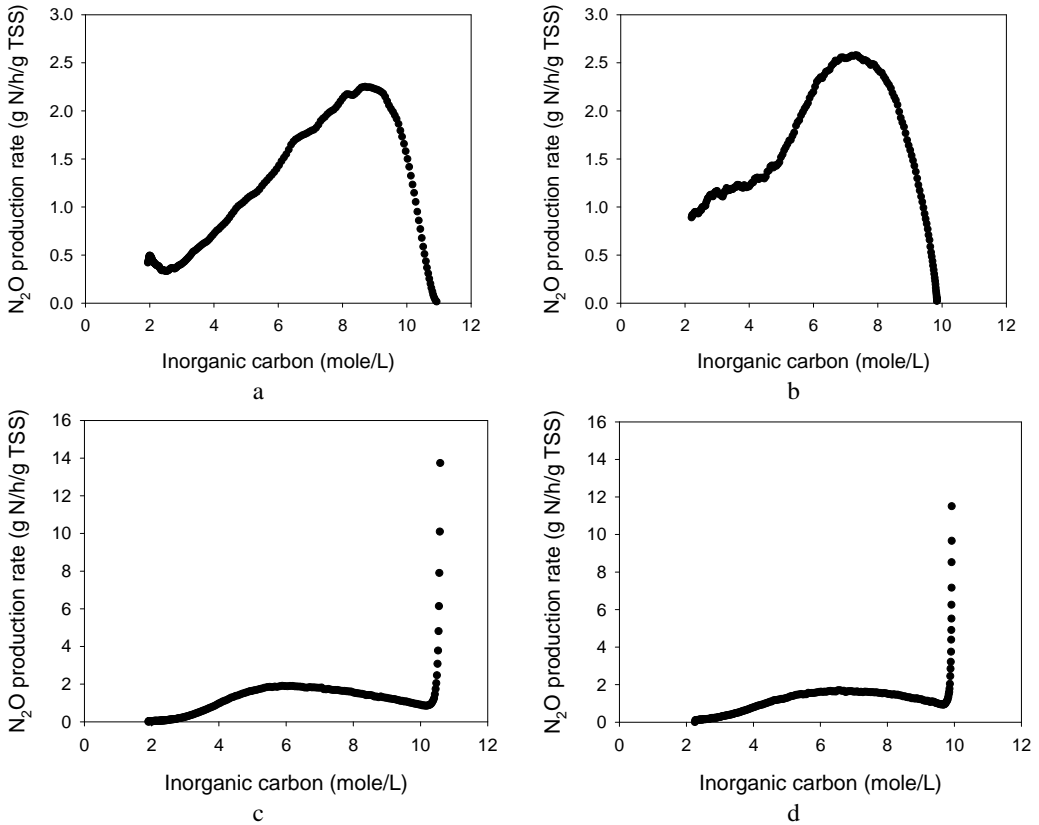 N₂O production rate (g N/h/g TSS)
3.0
2.5
2.0
1.5
1.0
0.5
0.0
0 2 4 6 8 10 12
Inorganic carbon (mole/L)
a
N₂O production rate (g N/h/g TSS)
3.0
2.5
2.0
1.5
1.0
0.5
0.0
0 2 4 6 8 10 12
Inorganic carbon (mole/L)
b
N₂O production rate (g N/h/g TSS)
16
14
12
10
8
6
4
2
0
0 2 4 6 8 10 12
Inorganic carbon (mole/L)
c
N₂O production rate (g N/h/g TSS)
16
14
12
10
8
6
4
2
0
0 2 4 6 8 10 12
Inorganic carbon (mole/L)
d